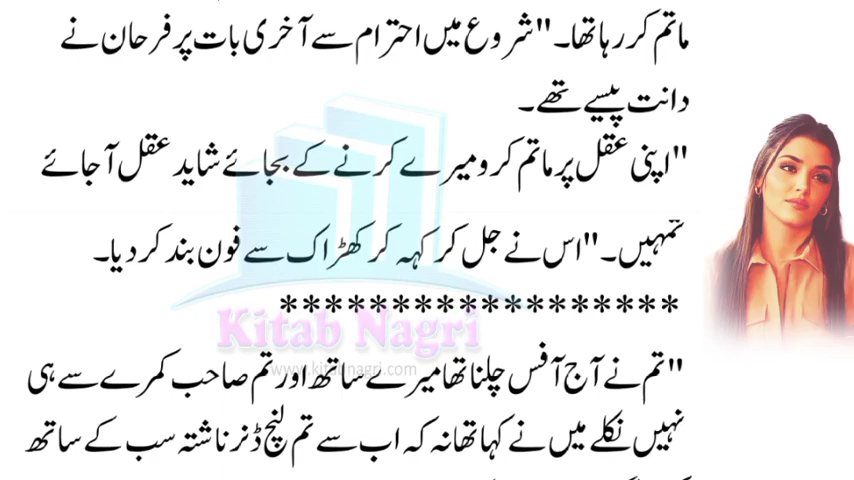 ماتم کر رہا تھا۔" شروع میں احترام سے آخری بات پر فرحان نے
دانت پیسے تھے۔
"اپنی عقل پر ماتم کرو میرے کرنے کے بجائے شاید عقل آجائے
تمہیں۔" اس نے جل کر کہہ کر کھڑاک سے فون بند کر دیا۔
******************
Kitab Nagri
"تم نے آج آفس چلنا تھا میرے ساتھ اور تم صاحب کمرے سے ہی
www.kitabnagri.com
نہیں نکلے میں نے کہا تھا نہ کہ اب سے تم لنچ ڈنر ناشتہ سب کے ساتھ